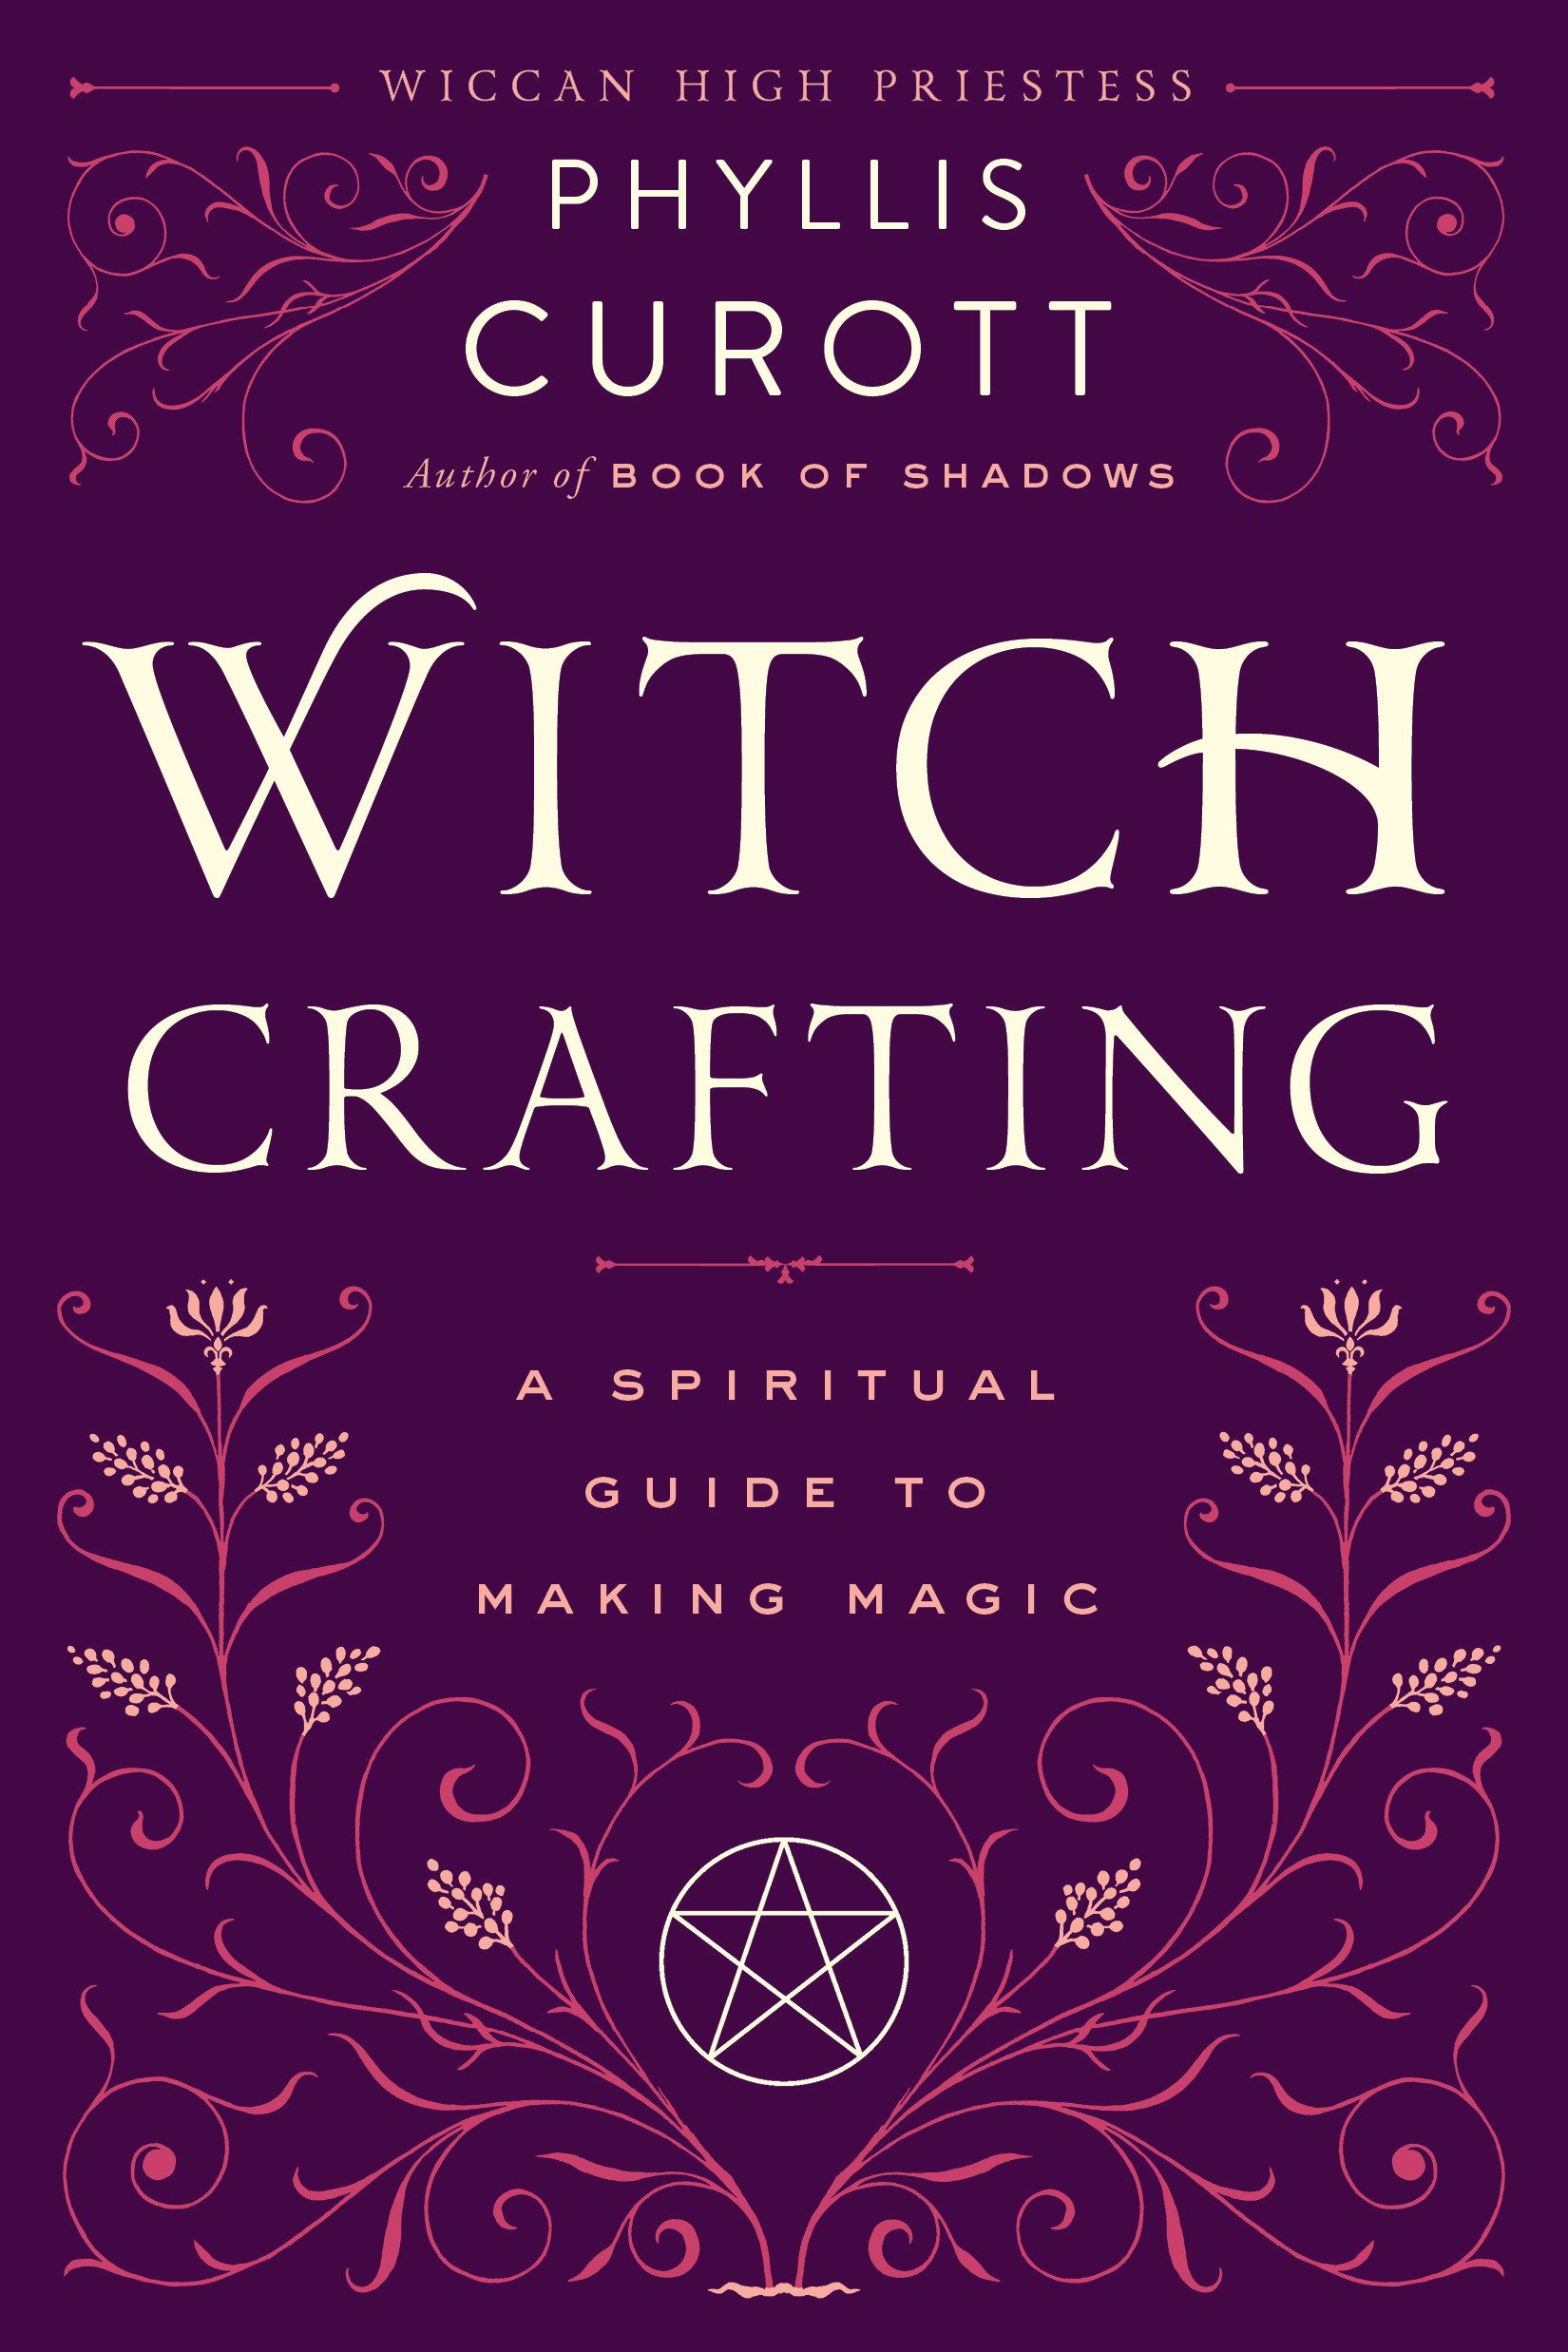 WICCAN HIGH PRIESTESS
PHYLLIS
CUROTT
Author of BOOK OF SHADOWS
WITCH
CRAFTING
A SPIRITUAL
GUIDE TO
MAKING MAGIC